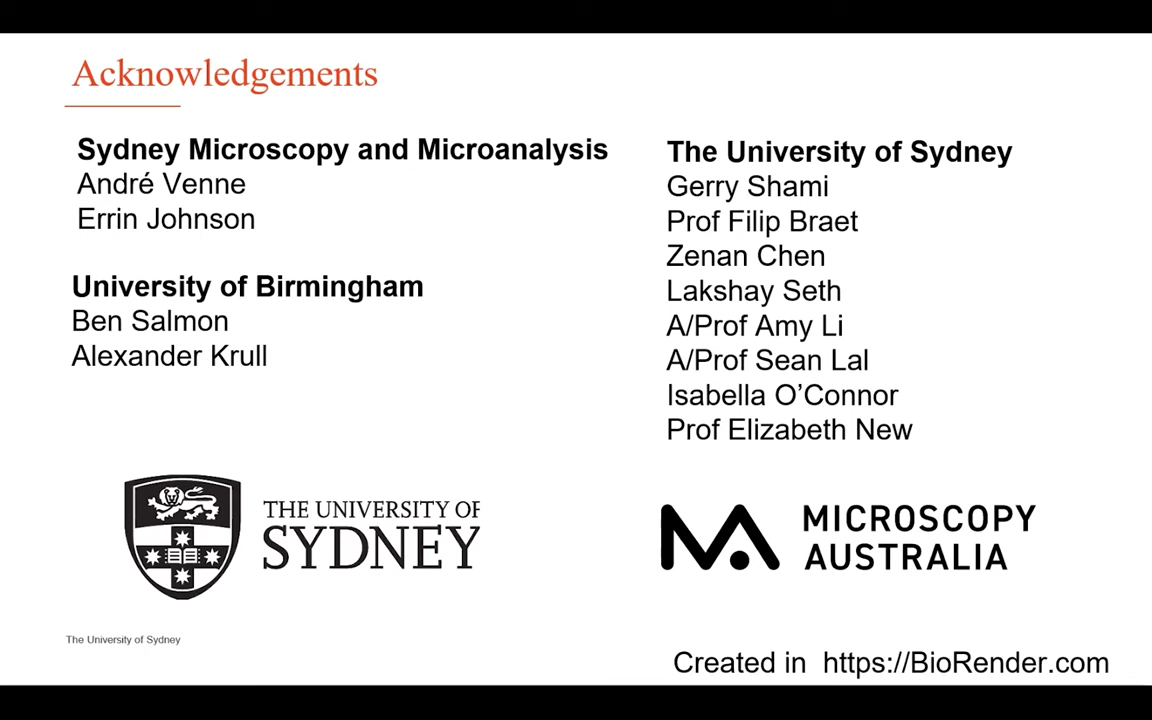 Acknowledgements
Sydney Microscopy and Microanalysis
André Venne
Errin Johnson
University of Birmingham
Ben Salmon
Alexander Krull
The University of Sydney
Gerry Shami
Prof Filip Braet
Zenan Chen
Lakshay Seth
A/Prof Amy Li
A/Prof Sean Lal
Isabella O’Connor
Prof Elizabeth New
THE UNIVERSITY OF
SYDNEY
MICROSCOPY
AUSTRALIA
The University of Sydney
Created in https://BioRender.com